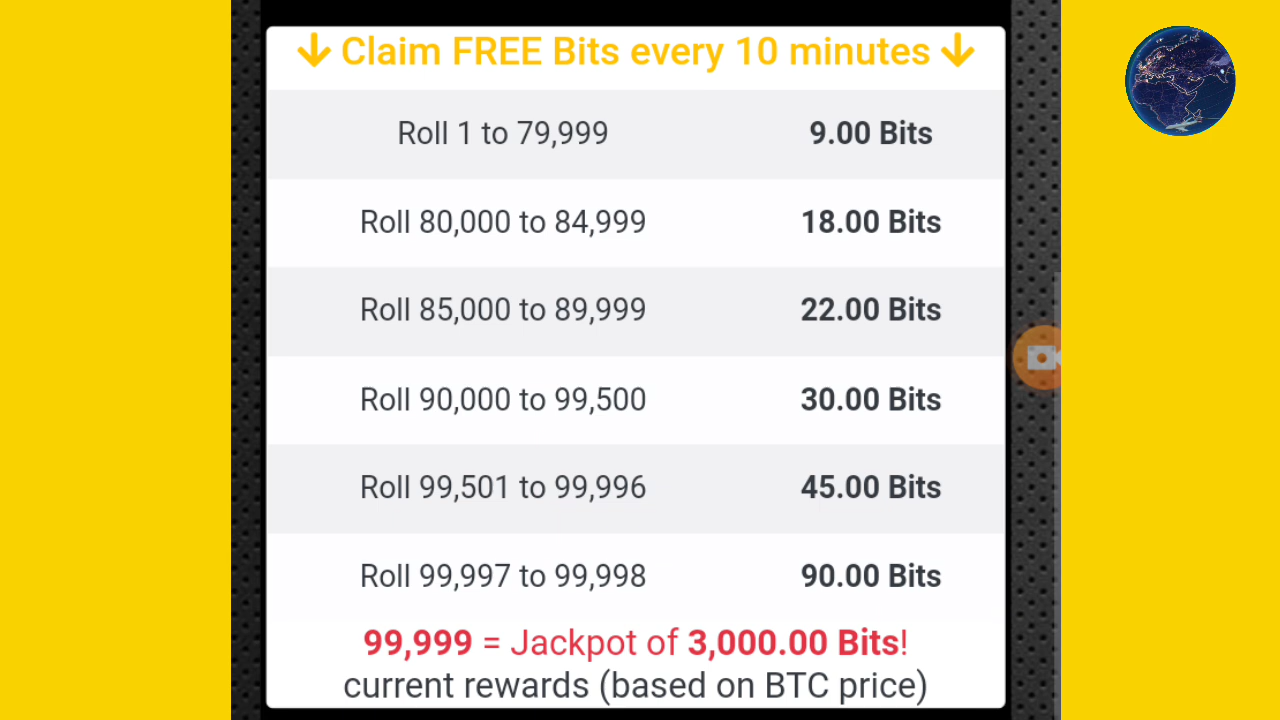 ↓ Claim FREE Bits every 10 minutes ↓
Roll 1 to 79,999 9.00 Bits
Roll 80,000 to 84,999 18.00 Bits
Roll 85,000 to 89,999 22.00 Bits
Roll 90,000 to 99,500 30.00 Bits
Roll 99,501 to 99,996 45.00 Bits
Roll 99,997 to 99,998 90.00 Bits
99,999 = Jackpot of 3,000.00 Bits!
current rewards (based on BTC price)